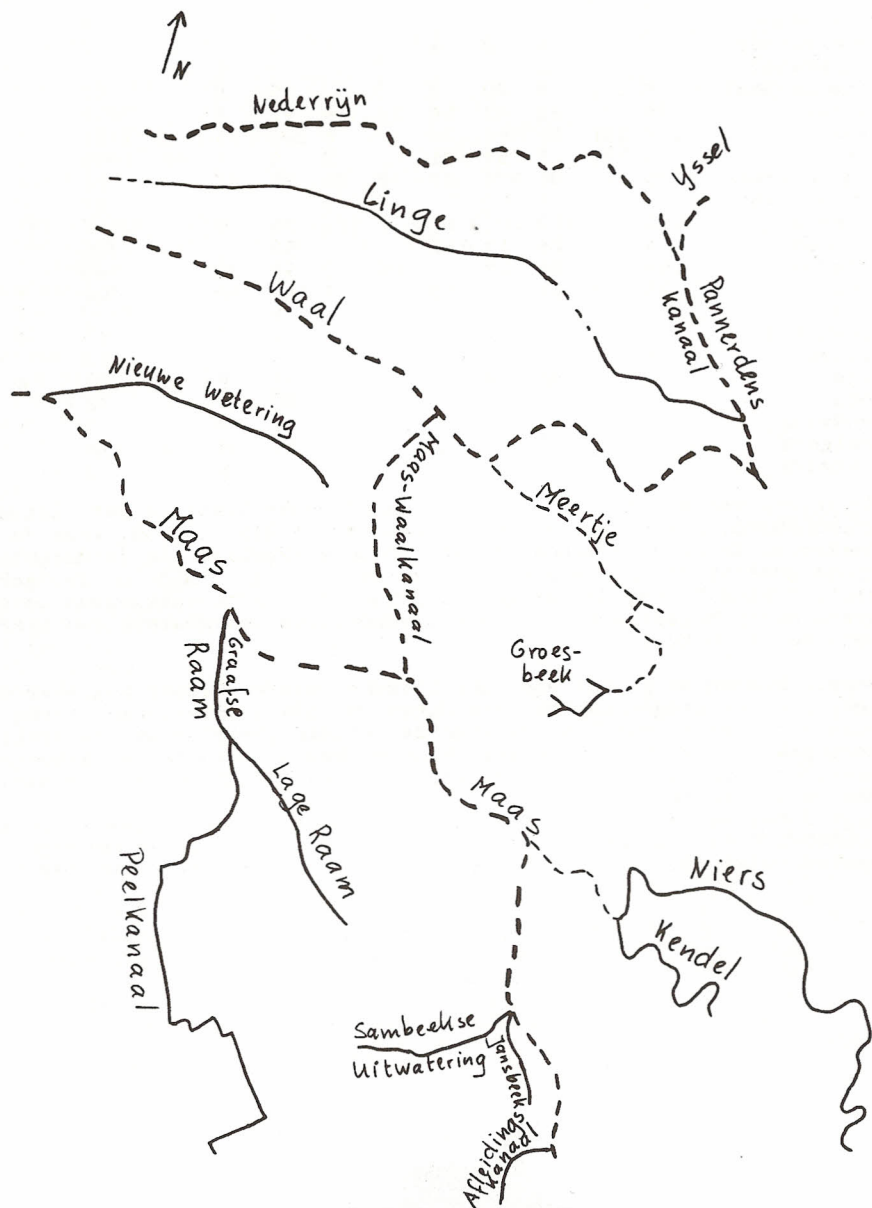 N
Nederrijn
Yssel
Linge
Pannerdens
Kanaal
Waal
Nieuwe Wetering
Maas-Waalkanaal
Meertje
Maas
Graafse
Raam
Groes-
beek
Lage Raam
Maas
Peelkanaal
Niers
Kendel
Sambeekse
Uitwatering
Jansbeek
Afleidings
Kanaal